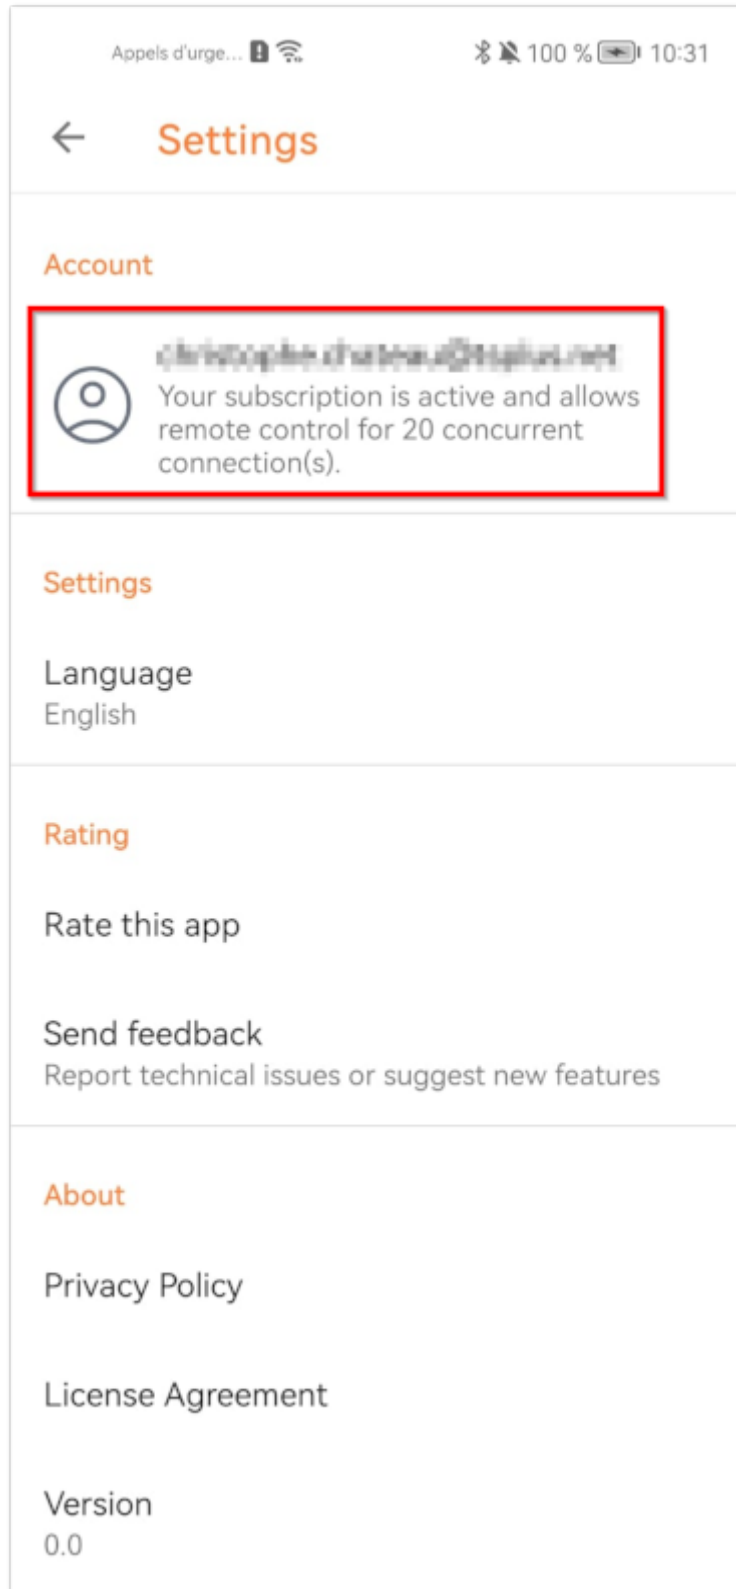 Appels d'urge... 100 % 10:31
Settings
Account
Your subscription is active and allows
remote control for 20 concurrent
connection(s).
Settings
Language
English
Rating
Rate this app
Send feedback
Report technical issues or suggest new features
About
Privacy Policy
License Agreement
Version
0.0